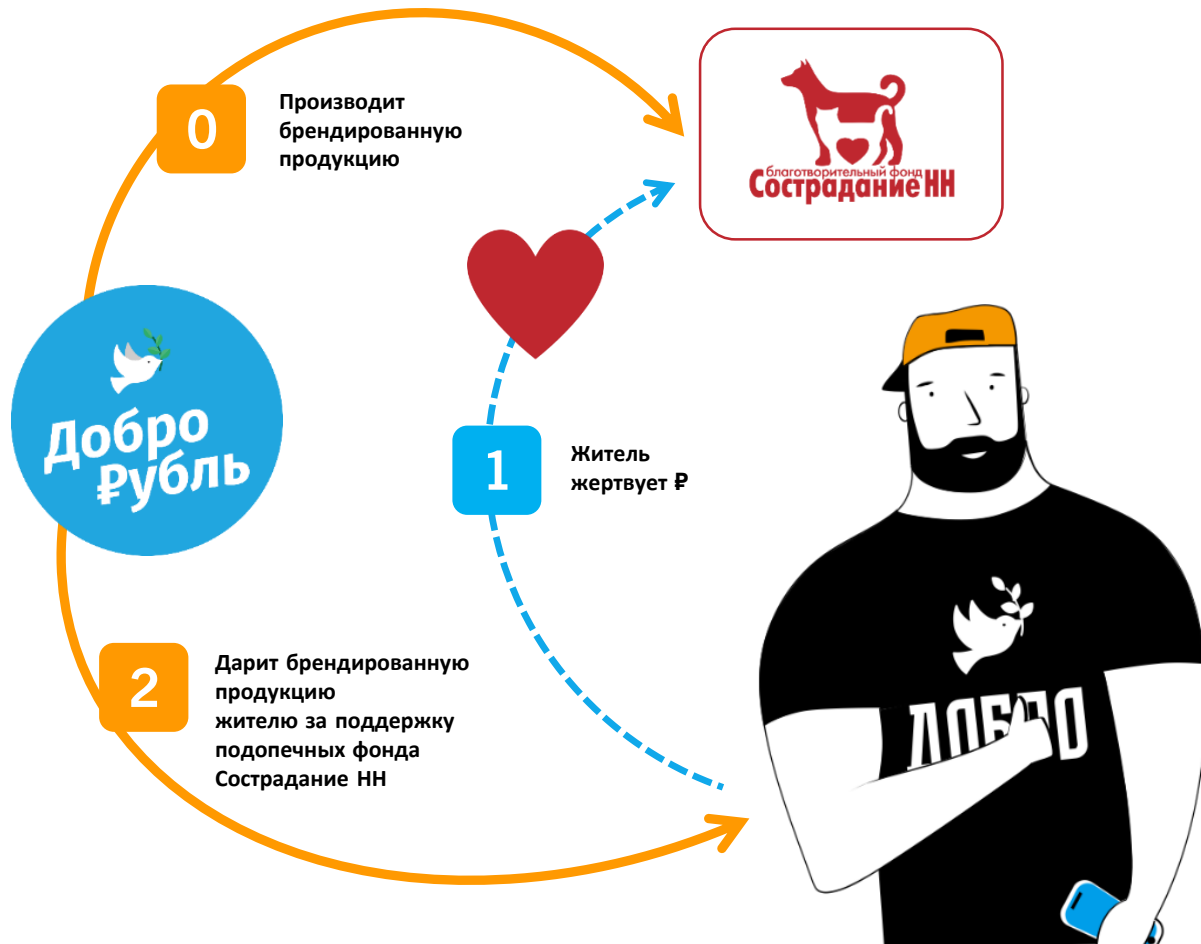 0
Производит
брендированную
продукцию
благотворительный фонд
Сострадание НН
Добро
₽убль
1
Житель
жертвует ₽
2
Дарит брендированную
продукцию
жителю за поддержку
подопечных фонда
Сострадание НН